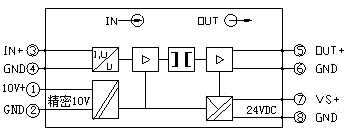 IN OUT
IN+ ③ I,U U ⑤ OUT+
GND ④ ⑥ GND
10V+ ①
精密10V ⑦ VS+
GND ② 24VDC
⑧ GND